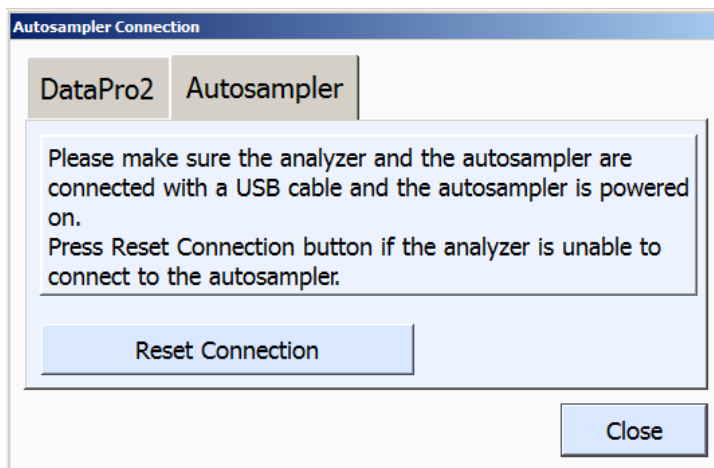 Autosampler Connection
DataPro2 Autosampler
Please make sure the analyzer and the autosampler are
connected with a USB cable and the autosampler is powered
on.
Press Reset Connection button if the analyzer is unable to
connect to the autosampler.
Reset Connection
Close